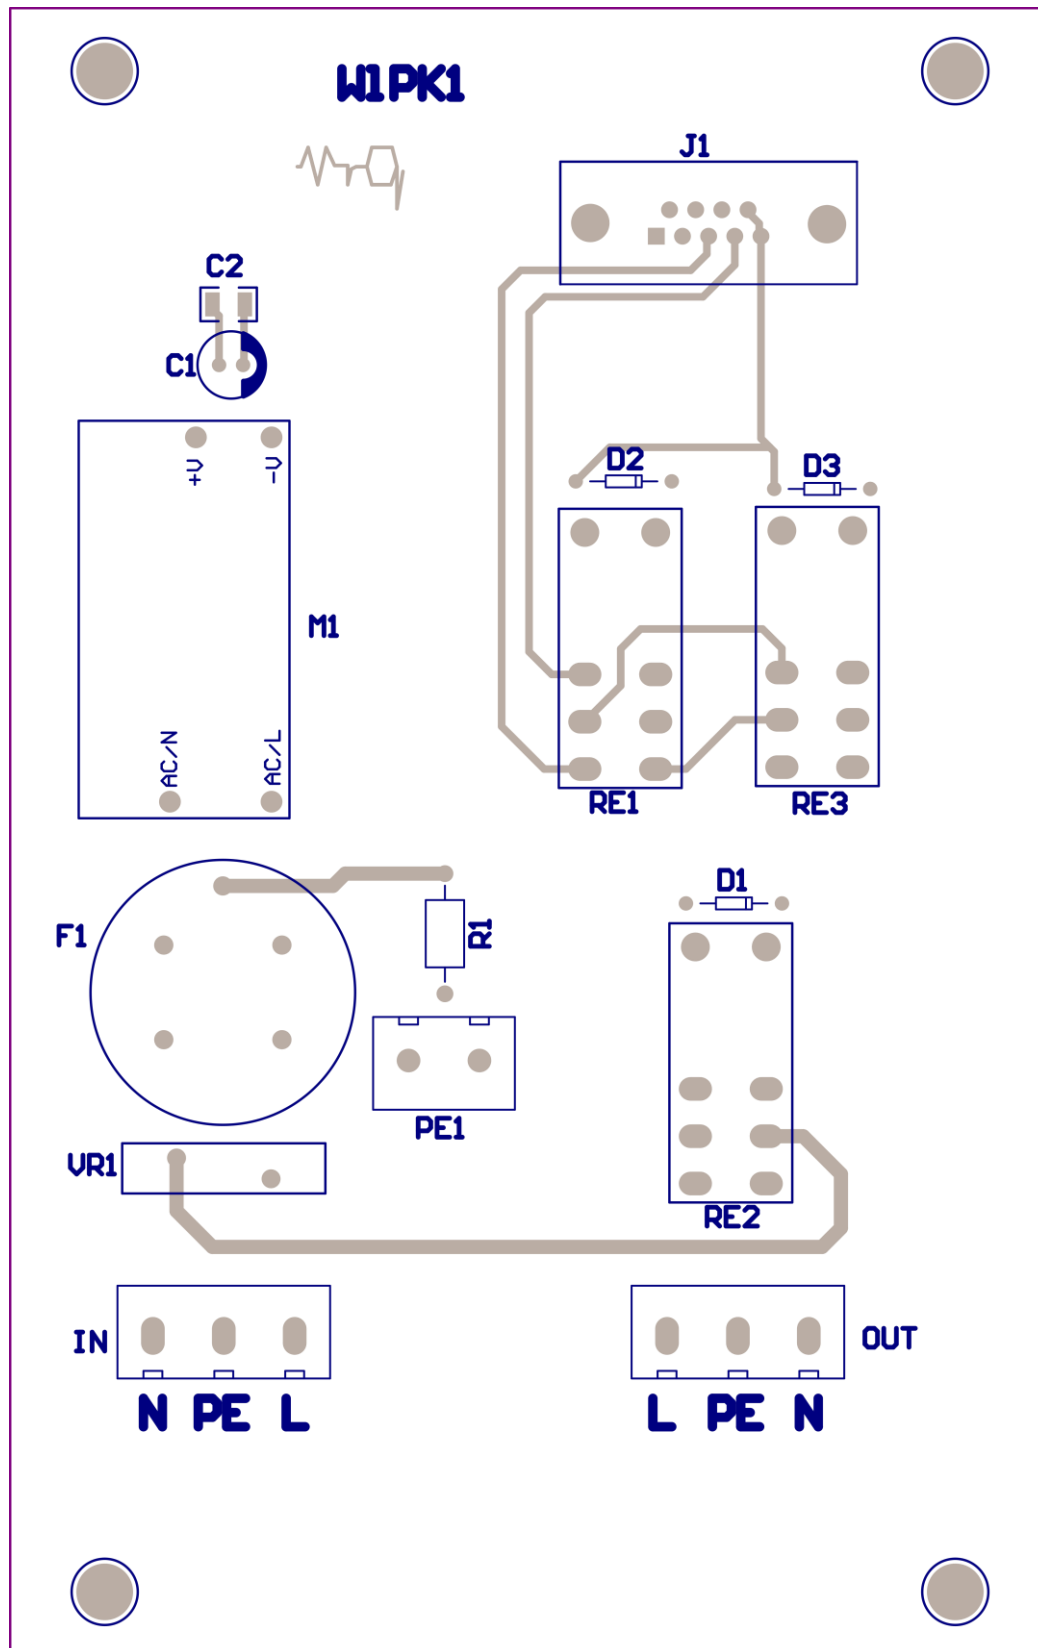 W1PK1
J1
C2
C1
+V
-V
D2
D3
M1
AC/N
AC/L
RE1
RE3
D1
F1
R1
PE1
VR1
RE2
IN
OUT
N PE L
L PE N